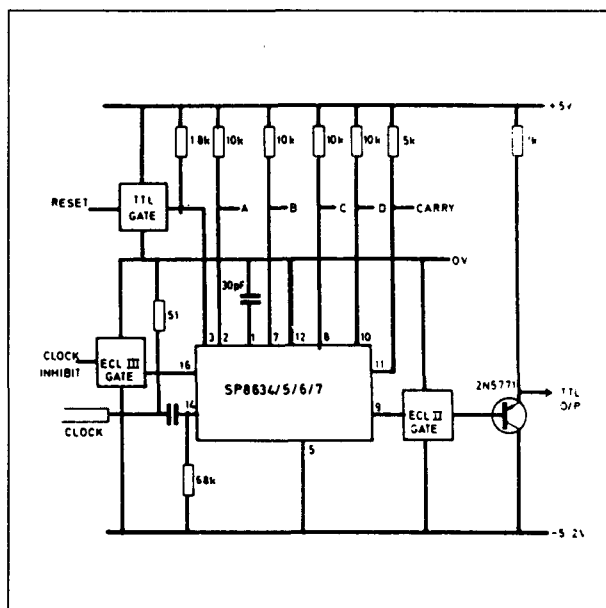 +5V
1.8k
10k
10k
10k
10k
5k
1k
RESET
TTL
GATE
A
B
C
D
CARRY
0V
30pF
51
3
2
1
7
12
8
10
CLOCK
INHIBIT
ECL III
GATE
16
SP8634/5/6/7
11
2N5771
TTL
O/P
CLOCK
14
9
ECL II
GATE
5
68k
-5.2V